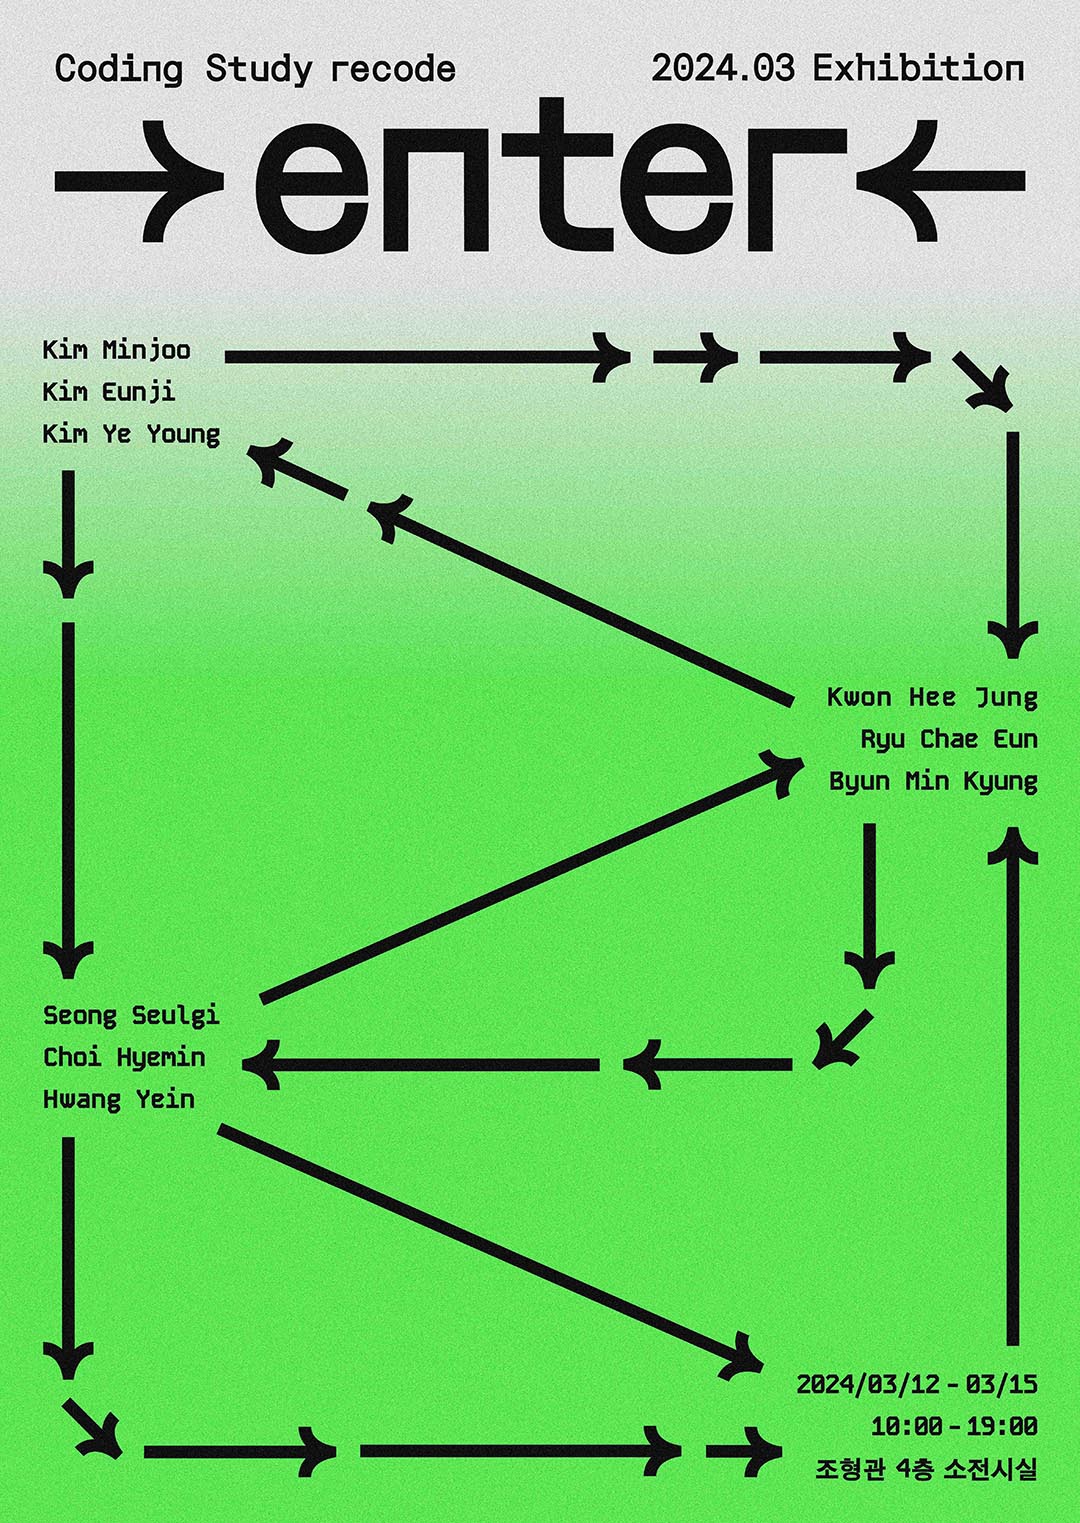 Coding Study recode
2024.03 Exhibition
enter
Kim Minjoo
Kim Eunji
Kim Ye Young
Kwon Hee Jung
Ryu Chae Eun
Byun Min Kyung
Seong Seulgi
Choi Hyemin
Hwang Yein
2024/03/12 - 03/15
10:00 - 19:00
조형관 4층 소전시실